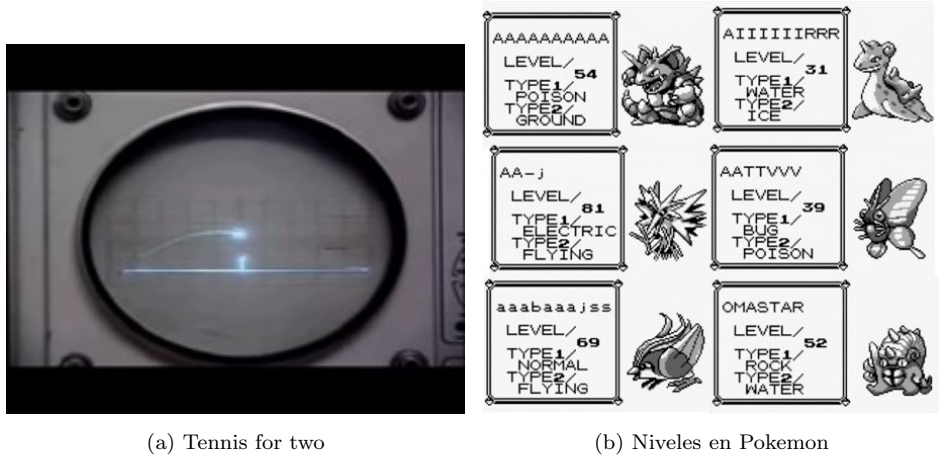 AAAAAAAAAA
LEVEL/
54
TYPE1/
POISON
TYPE2/
GROUND
AIIIIIIRRR
LEVEL/
31
TYPE1/
WATER
TYPE2/
ICE
AA-j
LEVEL/
81
TYPE1/
ELECTRIC
TYPE2/
FLYING
AATTVVV
LEVEL/
39
TYPE1/
BUG
TYPE2/
POISON
aaabaaajss
LEVEL/
69
TYPE1/
NORMAL
TYPE2/
FLYING
OMASTAR
LEVEL/
52
TYPE1/
ROCK
TYPE2/
WATER
(a) Tennis for two
(b) Niveles en Pokemon